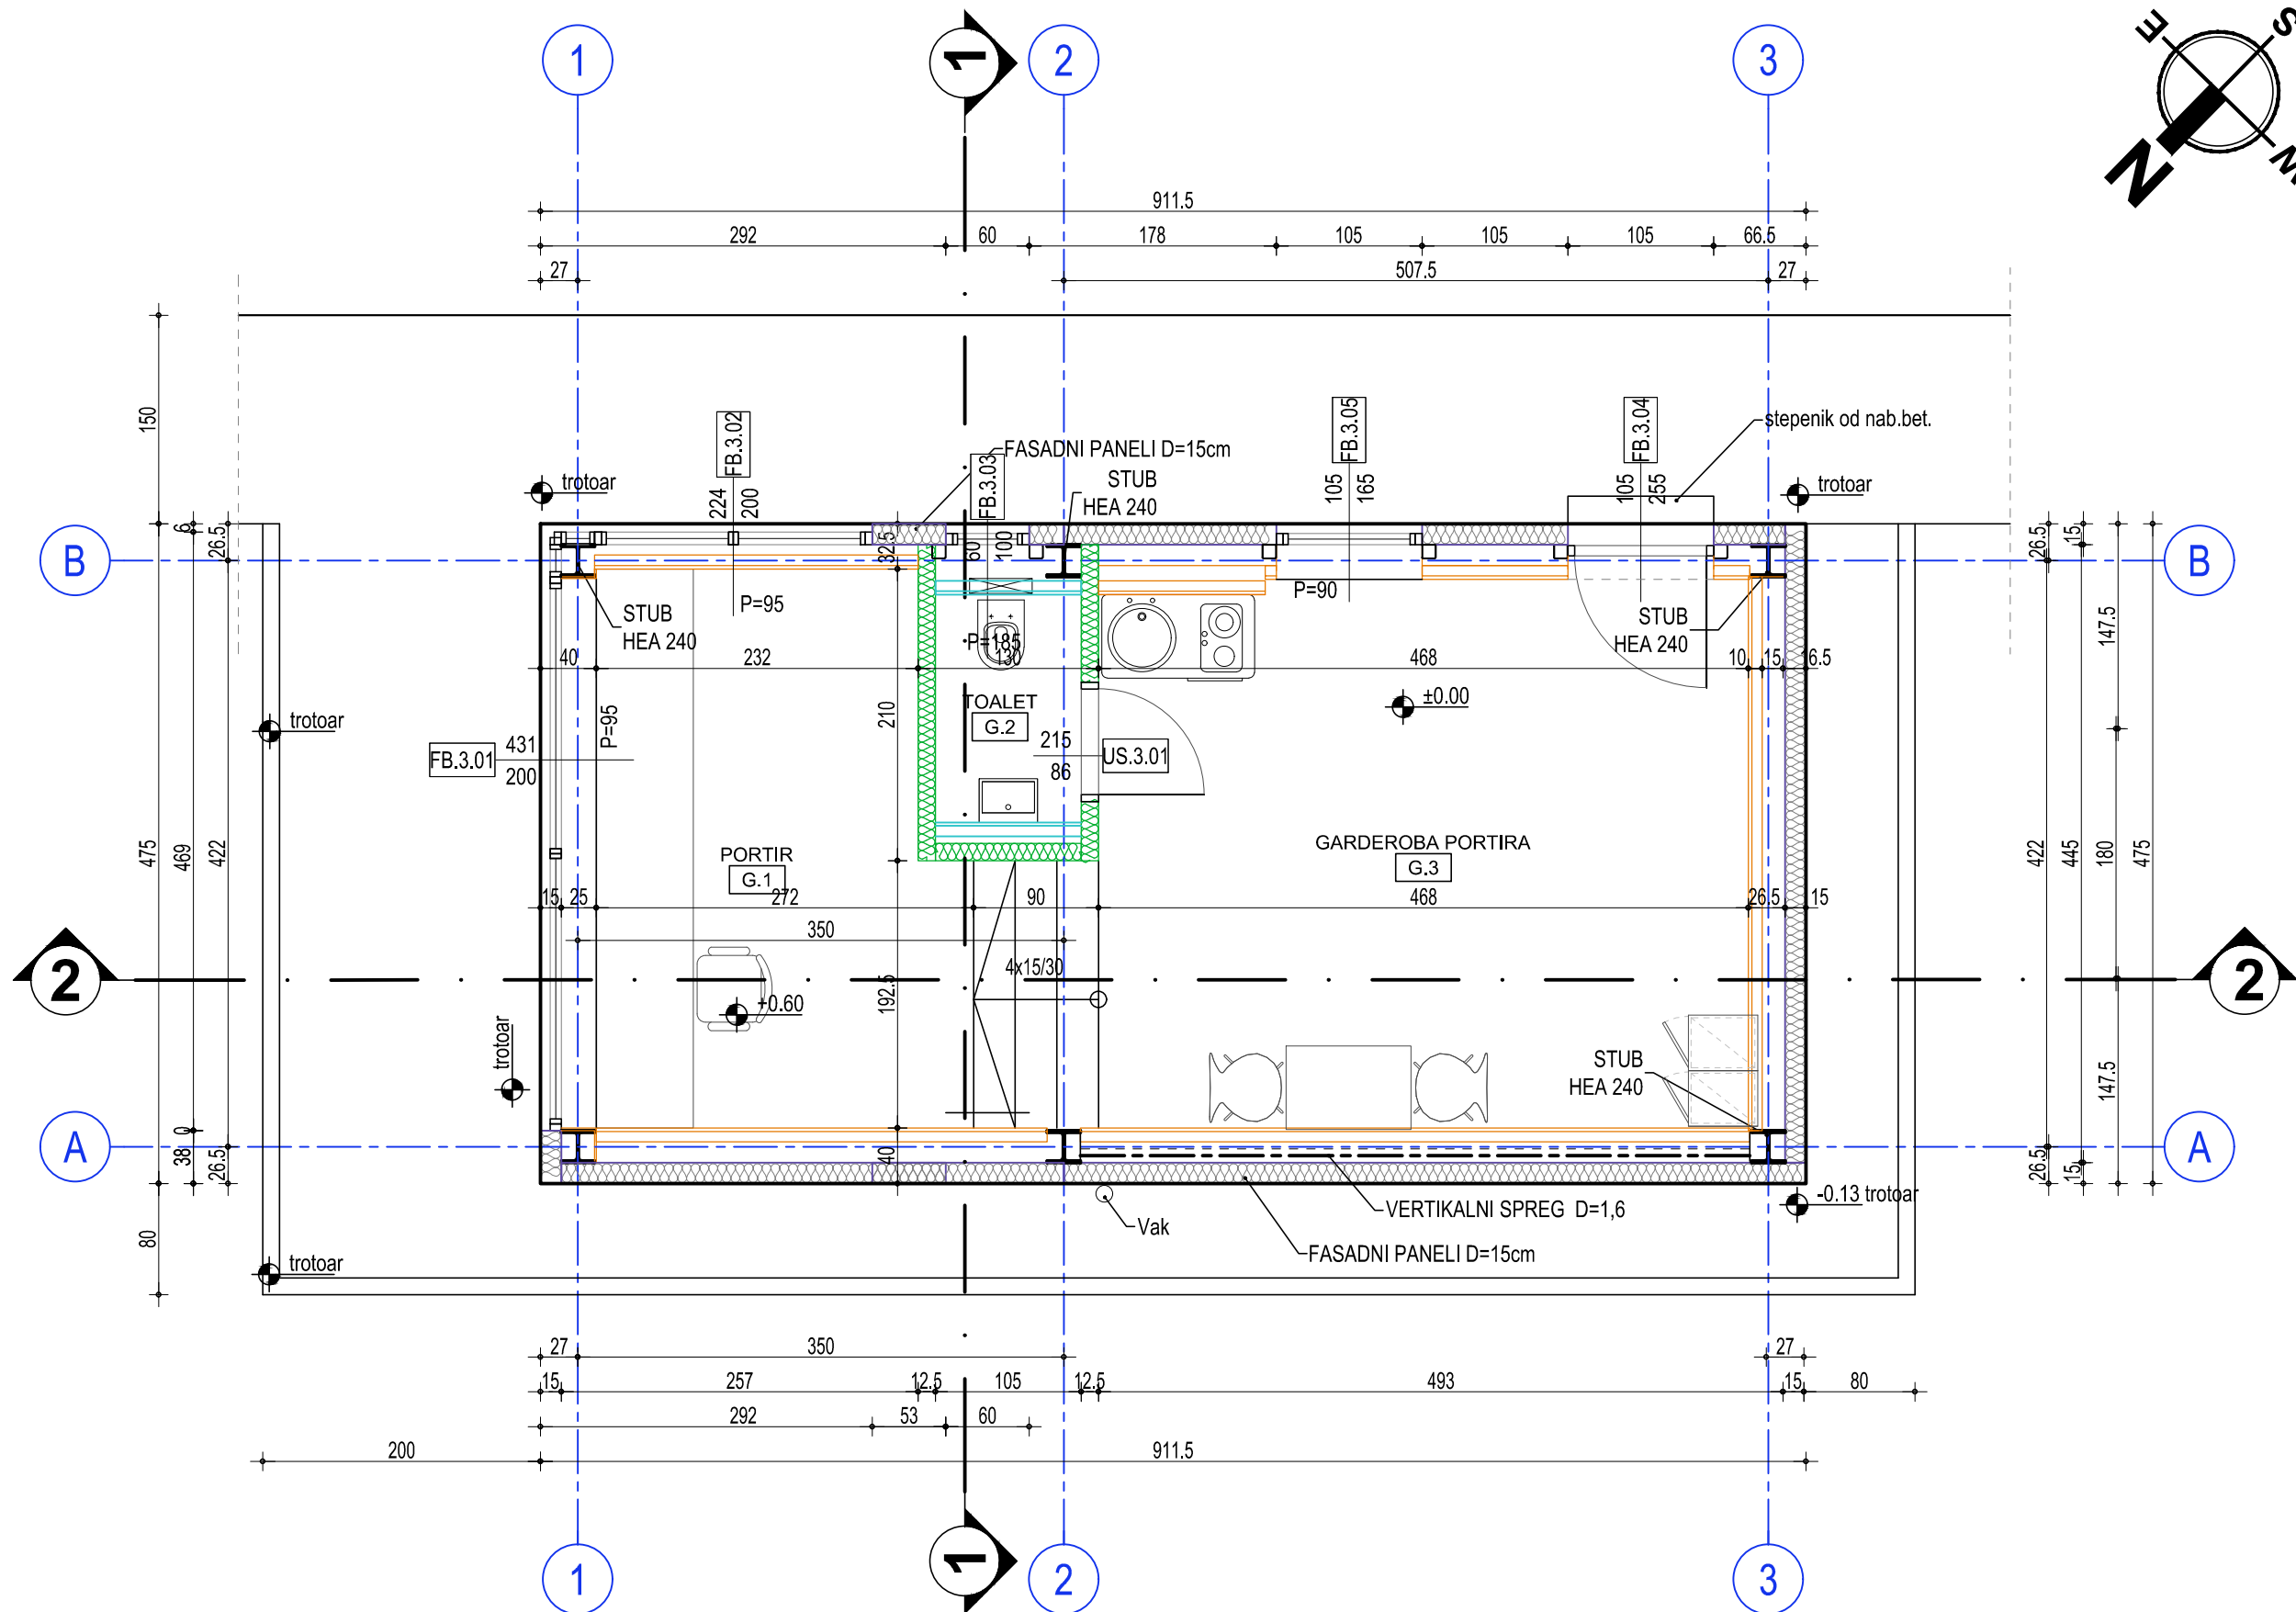 1
1
2
3
E
S
N
W
911.5
292
60
178
105
105
105
66.5
27
507.5
27
150
FB.3.02
224
200
FB.3.03
60
100
FASADNI PANELI D=15cm
STUB
HEA 240
FB.3.05
105
165
FB.3.04
105
255
stepenik od nab.bet.
trotoar
trotoar
B
B
6
26.5
32.5
26.5
15
STUB
HEA 240
P=95
P=90
STUB
HEA 240
P=185
40
232
130
468
10
15
6.5
147.5
±0.00
TOALET
G.2
210
P=95
trotoar
FB.3.01
431
200
215
86
US.3.01
475
469
422
422
445
180
475
PORTIR
G.1
GARDEROBA PORTIRA
G.3
15
25
272
90
468
26.5
15
350
2
4x15/30
2
+0.60
192.5
trotoar
STUB
HEA 240
147.5
A
A
0
38
26.5
40
26.5
15
-0.13 trotoar
VERTIKALNI SPREG D=1,6
Vak
FASADNI PANELI D=15cm
80
trotoar
27
350
27
15
257
12.5
105
12.5
493
15
80
292
53
60
200
911.5
1
1
2
3